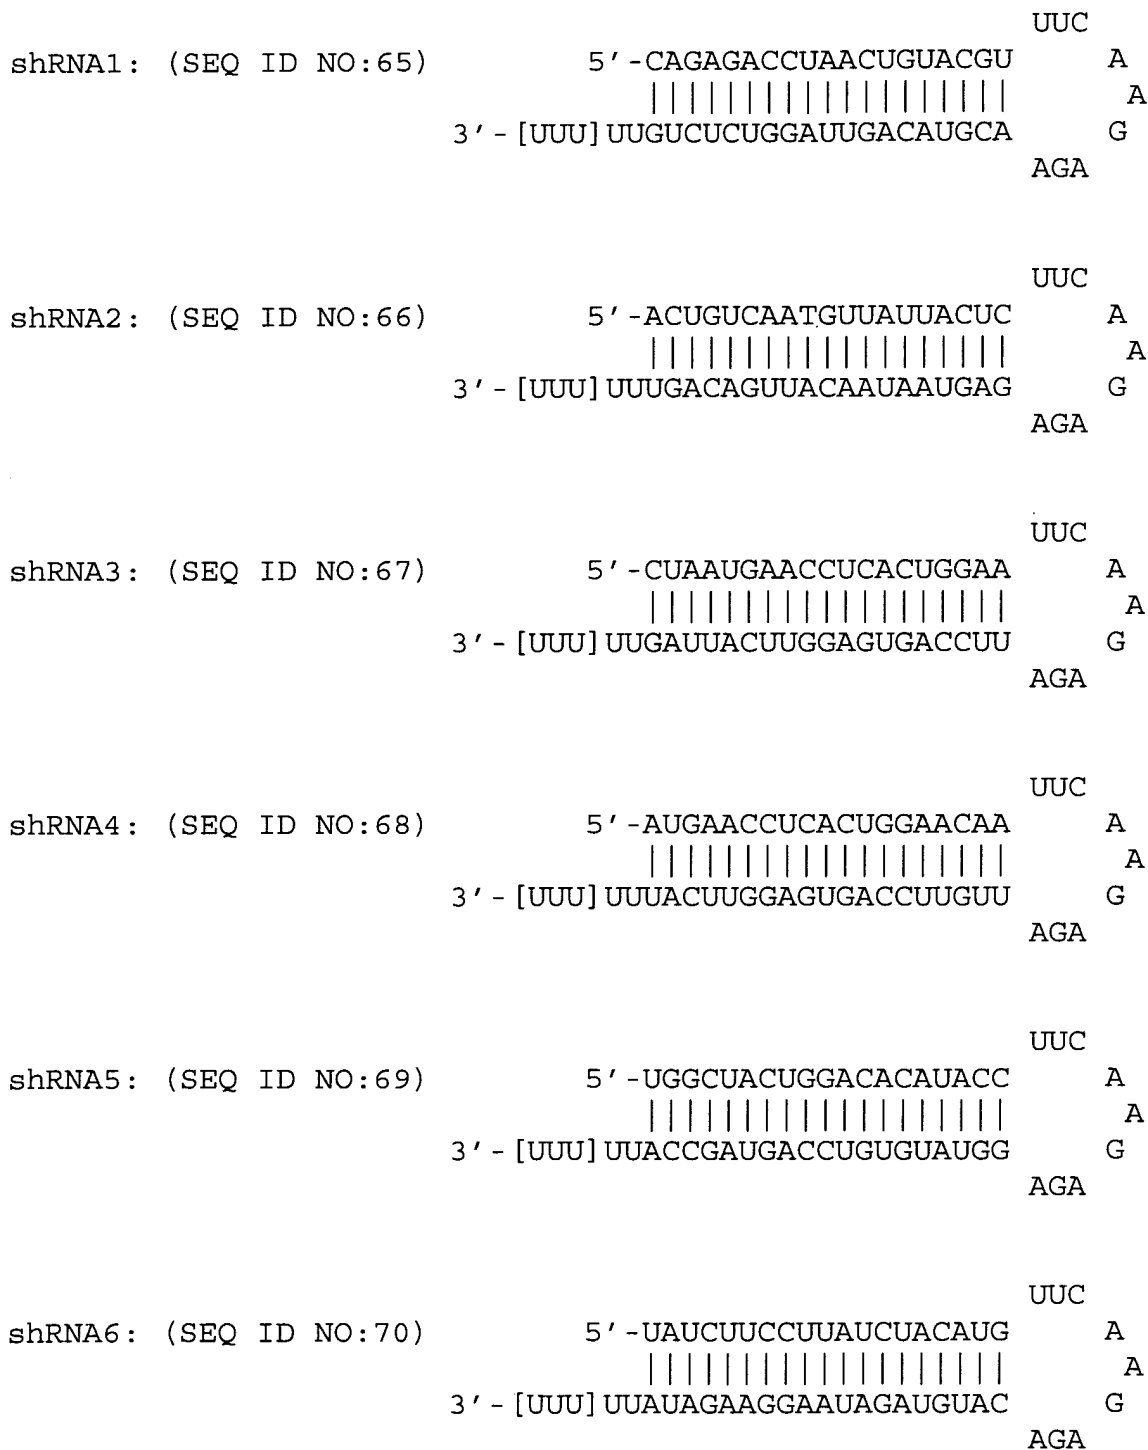 UUC
shRNA1: (SEQ ID NO:65) 5'-CAGAGACCUAACUGUACGU A
A
3'-[UUU]UUGUCUCUGGAUUGACAUGCA G
AGA
UUC
shRNA2: (SEQ ID NO:66) 5'-ACUGUCAATGUUAUUACUC A
A
3'-[UUU]UUUGACAGUUACAAUAAUGAG G
AGA
UUC
shRNA3: (SEQ ID NO:67) 5'-CUAAUGAACCUCACUGGAA A
A
3'-[UUU]UUGAUUACUUGGAGUGACCUU G
AGA
UUC
shRNA4: (SEQ ID NO:68) 5'-AUGAACCUCACUGGAACAA A
A
3'-[UUU]UUUACUUGGAGUGACCUUGUU G
AGA
UUC
shRNA5: (SEQ ID NO:69) 5'-UGGCUACUGGACACAUACC A
A
3'-[UUU]UUACCGAUGACCUGUGUAUGG G
AGA
UUC
shRNA6: (SEQ ID NO:70) 5'-UAUCUUCCUUAUCUACAUG A
A
3'-[UUU]UUAUAGAAGGAAUAGAUGUAC G
AGA